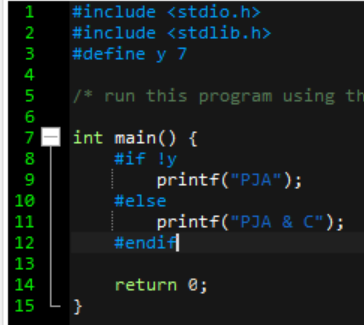 1 #include <stdio.h>
2 #include <stdlib.h>
3 #define y 7
4
5 /* run this program using th
6
7 int main() {
8 #if !y
9 printf("PJA");
10 #else
11 printf("PJA & C");
12 #endif
13
14 return 0;
15 }